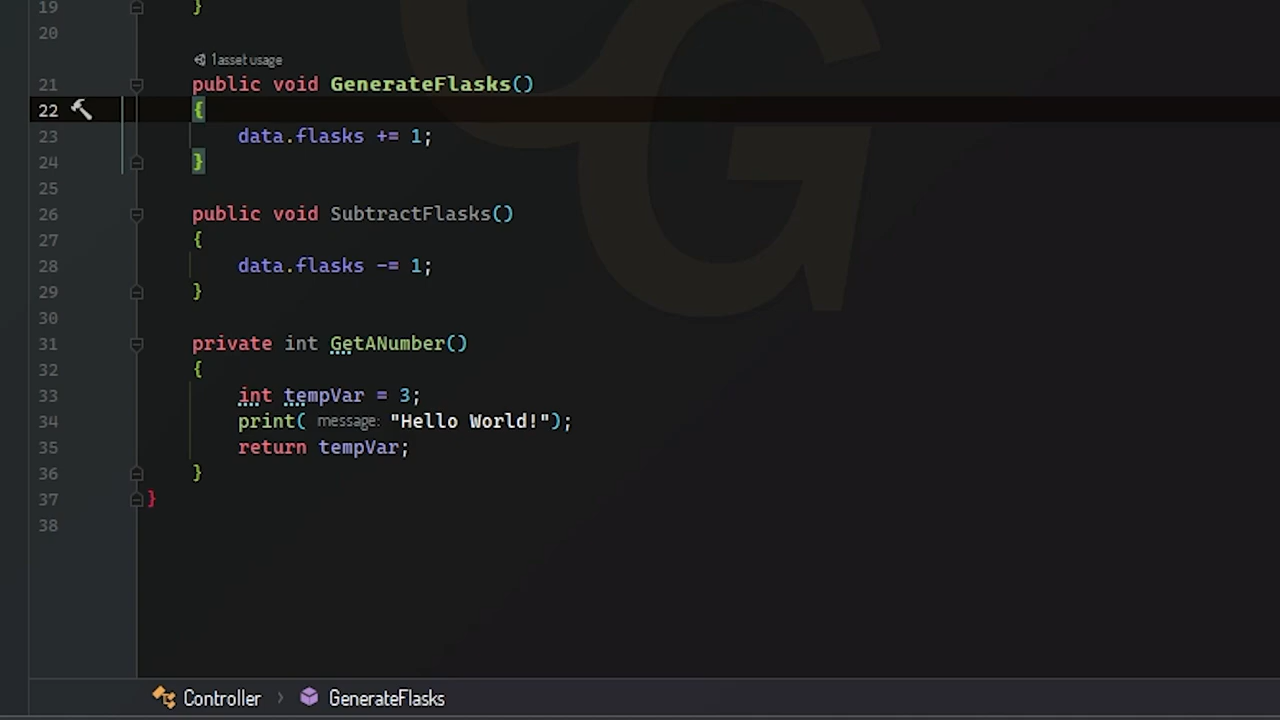 19 }
20
1 asset usage
21 public void GenerateFlasks()
22 {
23 data.flasks += 1;
24 }
25
26 public void SubtractFlasks()
27 {
28 data.flasks -= 1;
29 }
30
31 private int GetANumber()
32 {
33 int tempVar = 3;
34 print( message: "Hello World!");
35 return tempVar;
36 }
37 }
38
Controller › GenerateFlasks
G